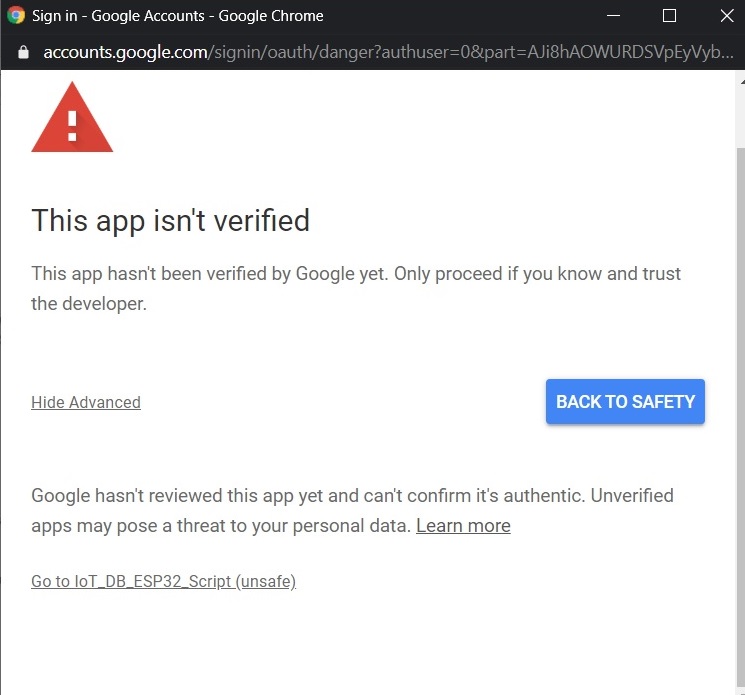 Sign in - Google Accounts - Google Chrome
accounts.google.com/signin/oauth/danger?authuser=0&part=AJi8hAOWURDSVpEyVyb...
This app isn't verified
This app hasn't been verified by Google yet. Only proceed if you know and trust
the developer.
Hide Advanced
BACK TO SAFETY
Google hasn't reviewed this app yet and can't confirm it's authentic. Unverified
apps may pose a threat to your personal data. Learn more
Go to IoT_DB_ESP32_Script (unsafe)